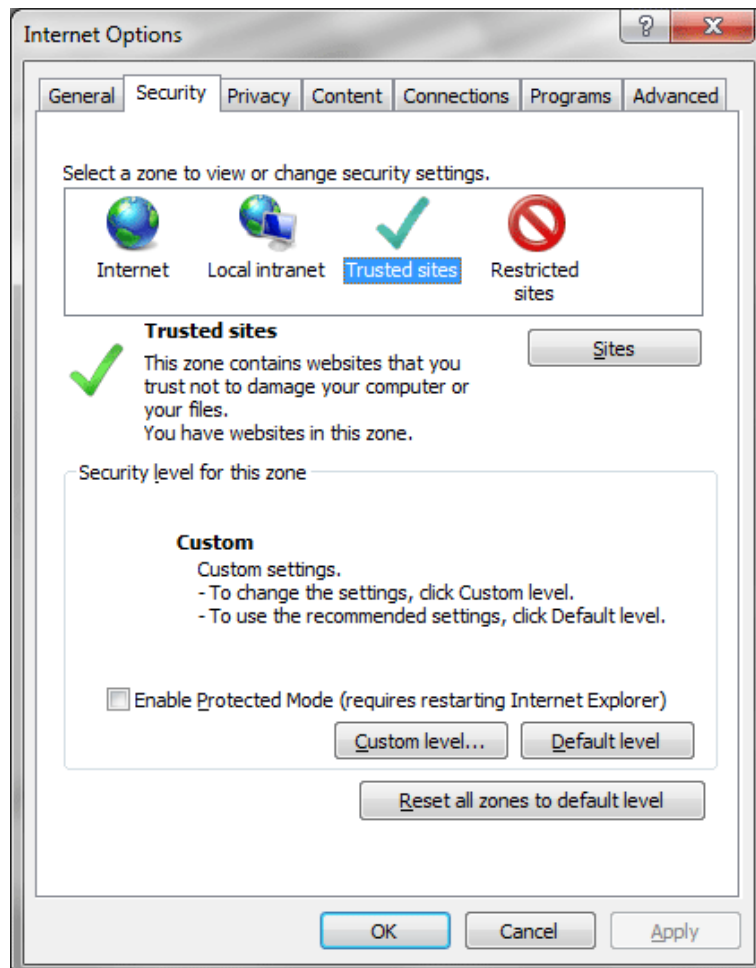 Internet Options
General Security Privacy Content Connections Programs Advanced
Select a zone to view or change security settings.
Internet Local intranet Trusted sites Restricted
sites
Trusted sites
Sites
This zone contains websites that you
trust not to damage your computer or
your files.
You have websites in this zone.
Security level for this zone
Custom
Custom settings.
- To change the settings, click Custom level.
- To use the recommended settings, click Default level.
Enable Protected Mode (requires restarting Internet Explorer)
Custom level... Default level
Reset all zones to default level
OK Cancel Apply